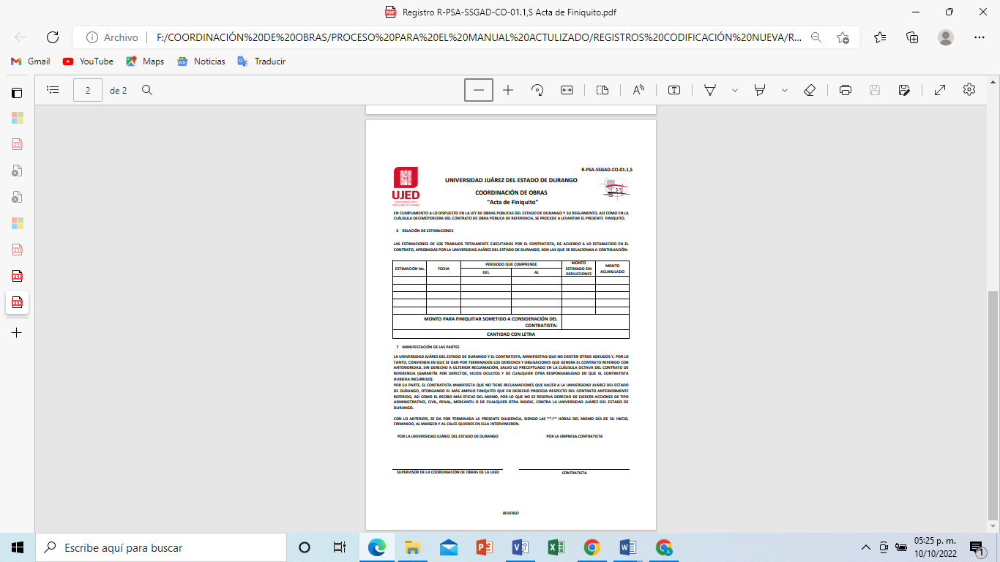 Registro R-PSA-SSGAD-CO-01.1,S Acta de Finiquito.pdf
Archivo
F:/COORDINACIÓN%20DE%20OBRAS/PROCESO%20PARA%20EL%20MANUAL%20ACTULIZADO/REGISTROS%20CODIFICACIÓN%20NUEVA/R...
Gmail
YouTube
Maps
Noticias
Traducir
2
de 2
R-PSA-SSGAD-CO-01.1,S
UJED
Universidad Juárez
del Estado de Durango
UNIVERSIDAD JUÁREZ DEL ESTADO DE DURANGO
COORDINACIÓN DE OBRAS
"Acta de Finiquito"
EN CUMPLIMIENTO A LO DISPUESTO EN LA LEY DE OBRAS PÚBLICAS DEL ESTADO DE DURANGO Y SU REGLAMENTO, ASÍ COMO EN LA
CLÁUSULA DECIMOTERCERA DEL CONTRATO DE OBRA PÚBLICA DE REFERENCIA, SE PROCEDE A LEVANTAR EL PRESENTE FINIQUITO.
6 RELACIÓN DE ESTIMACIONES
LAS ESTIMACIONES DE LOS TRABAJOS TOTALMENTE EJECUTADOS POR EL CONTRATISTA, DE ACUERDO A LO ESTABLECIDO EN EL
CONTRATO, APROBADAS POR LA UNIVERSIDAD JUÁREZ DEL ESTADO DE DURANGO, SON LAS QUE SE RELACIONAN A CONTINUACIÓN:
ESTIMACIÓN No.
FECHA
PERDIODO QUE COMPRENDE
DEL
AL
MONTO
ESTIMADO SIN
DEDUCCIONES
MONTO
ACUMULADO
MONTO PARA FINIQUITAR SOMETIDO A CONSIDERACIÓN DEL
CONTRATISTA:
CANTIDAD CON LETRA
7 MANIFESTACIÓN DE LAS PARTES
LA UNIVERSIDAD JUÁREZ DEL ESTADO DE DURANGO Y EL CONTRATISTA, MANIFIESTAN QUE NO EXISTEN OTROS ADEUDOS Y, POR LO
TANTO, CONVIENEN EN QUE SE DAN POR TERMINADOS LOS DERECHOS Y OBLIGACIONES QUE GENERA EL CONTRATO REFERIDO CON
ANTERIORIDAD, SIN DERECHO A ULTERIOR RECLAMACIÓN, SALVO LO PRECEPTUADO EN LA CLÁUSULA OCTAVA DEL CONTRATO DE
REFERENCIA (GARANTÍA POR DEFECTOS, VICIOS OCULTOS Y DE CUALQUIER OTRA RESPONSABILIDAD EN QUE EL CONTRATISTA
HUBIERA INCURRIDO).
POR SU PARTE, EL CONTRATISTA MANIFIESTA QUE NO TIENE RECLAMACIONES QUE HACER A LA UNIVERSIDAD JUÁREZ DEL ESTADO
DE DURANGO, OTORGANDO EL MÁS AMPLIO FINIQUITO QUE EN DERECHO PROCEDA RESPECTO DEL CONTRATO ANTERIORMENTE
REFERIDO, ASÍ COMO EL RECIBO MÁS EFICAZ DEL MISMO, POR LO QUE NO SE RESERVA DERECHO DE EJERCER ACCIONES DE TIPO
ADMINISTRATIVO, CIVIL, PENAL, MERCANTIL O DE CUALQUIER OTRA ÍNDOLE, CONTRA LA UNIVERSIDAD JUÁREZ DEL ESTADO DE
DURANGO.
CON LO ANTERIOR, SE DA POR TERMINADA LA PRESENTE DILIGENCIA, SIENDO LAS **:** HORAS DEL MISMO DÍA DE SU INICIO,
FIRMANDO, AL MARGEN Y AL CALCE QUIENES EN ELLA INTERVINIERON.
POR LA UNIVERSIDAD JUÁREZ DEL ESTADO DE DURANGO
POR LA EMPRESA CONTRATISTA
SUPERVISOR DE LA COORDINACIÓN DE OBRAS DE LA UJED
CONTRATISTA
REVERSO
Escribe aquí para buscar
05:25 p. m.
10/10/2022
1